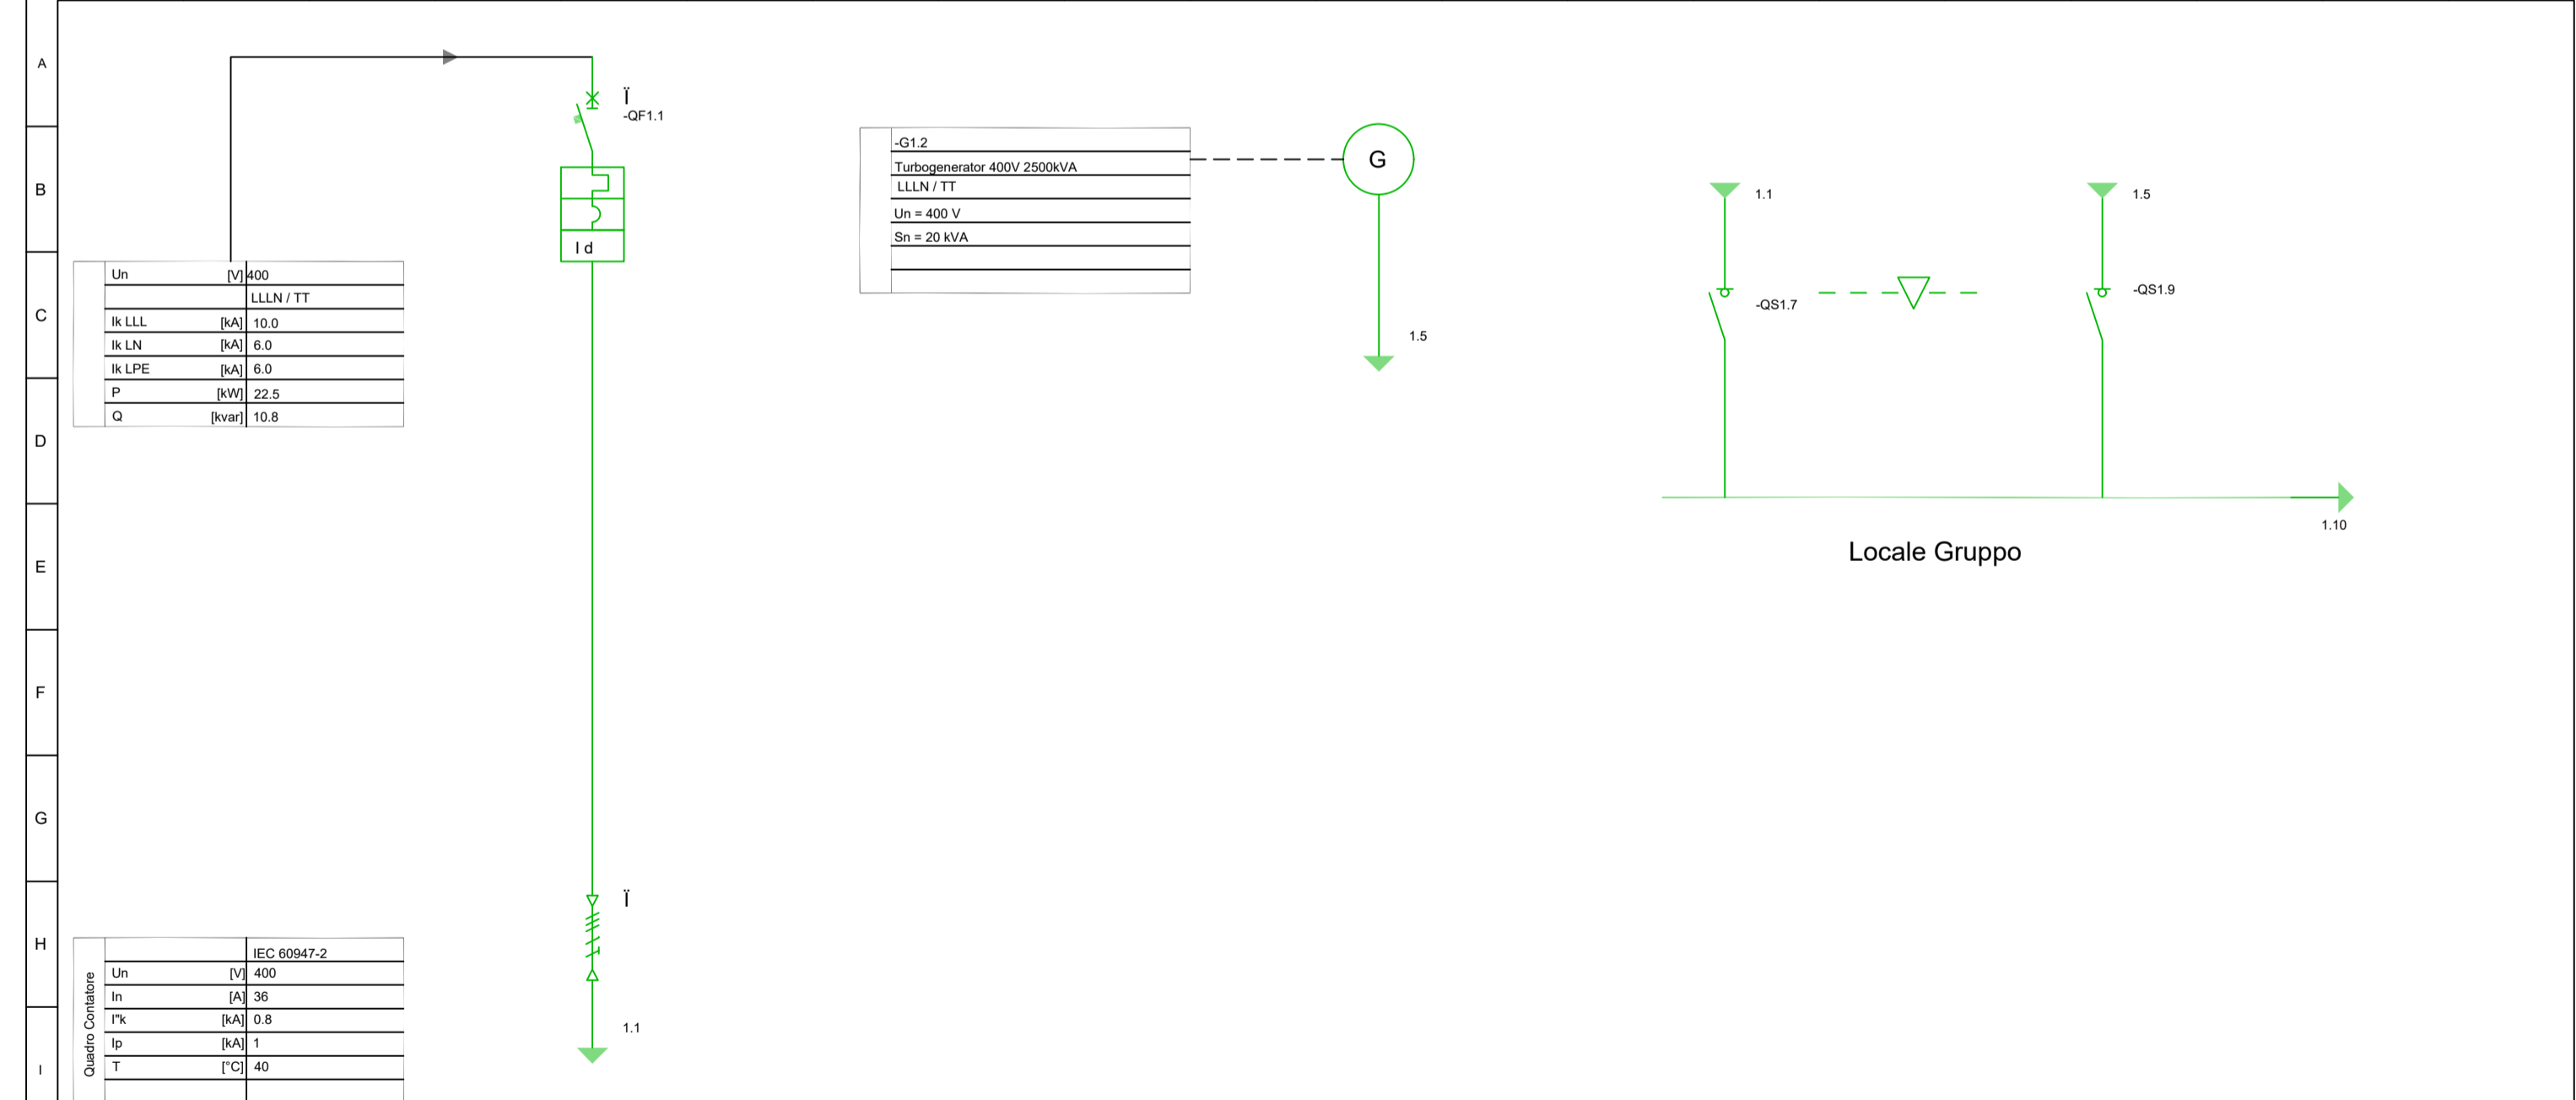 A
B
C
D
E
F
G
H
I
Ï
-QF1.1
I d
Un [V] 400
LLLN / TT
Ik LLL [kA] 10.0
Ik LN [kA] 6.0
Ik LPE [kA] 6.0
P [kW] 22.5
Q [kvar] 10.8
Ï
1.1
Quadro Contatore
IEC 60947-2
Un [V] 400
In [A] 36
I"k [kA] 0.8
Ip [kA] 1
T [°C] 40
-G1.2
Turbogenerator 400V 2500kVA
LLLN / TT
Un = 400 V
Sn = 20 kVA
G
1.5
1.1
-QS1.7
1.5
-QS1.9
1.10
Locale Gruppo